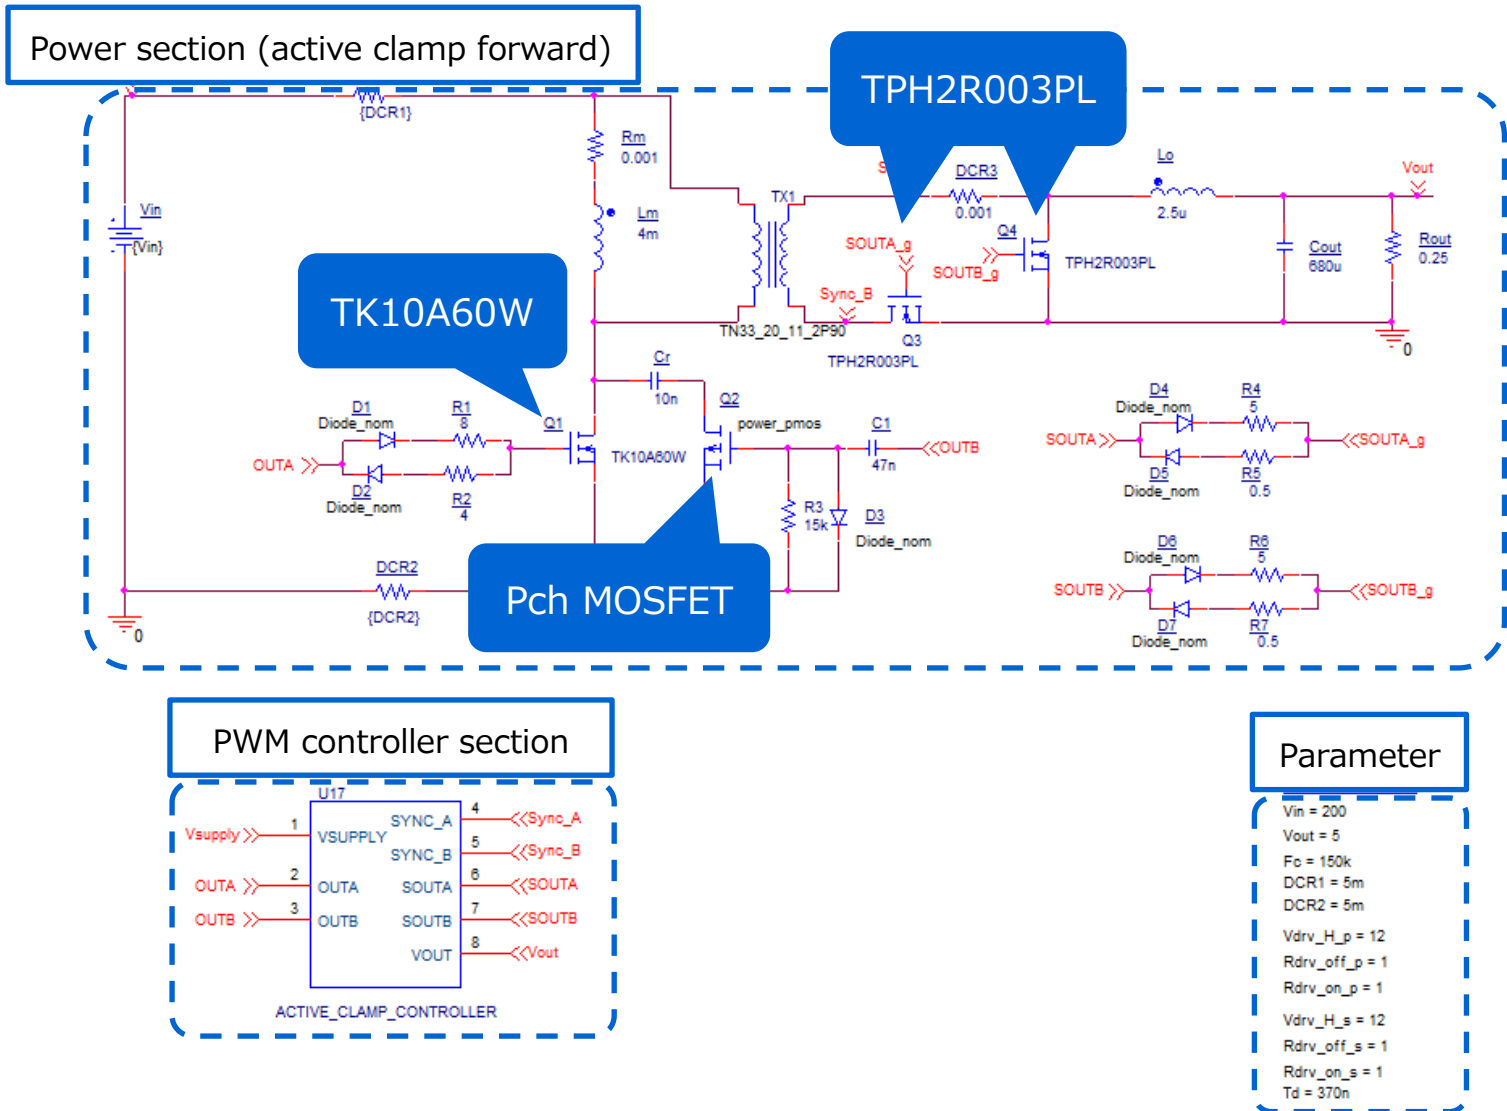 Power section (active clamp forward)
TPH2R003PL
{DCR1}
Rm
0.001
Lm
4m
Vin
{Vin}
TX1
TN33_20_11_2P90
S
DCR3
0.001
Lo
2.5u
Vout
Q4
SOUTA_g
SOUTB_g
TPH2R003PL
Cout
680u
Rout
0.25
Sync_B
Q3
TPH2R003PL
0
TK10A60W
Cr
10n
Q2
power_pmos
C1
47n
OUTB
D1
Diode_nom
R1
8
Q1
TK10A60W
OUTA
D2
Diode_nom
R2
4
R3
15k
D3
Diode_nom
Pch MOSFET
DCR2
{DCR2}
0
D4
Diode_nom
R4
5
SOUTA
SOUTA_g
D5
Diode_nom
R5
0.5
D6
Diode_nom
R6
5
SOUTB
SOUTB_g
D7
Diode_nom
R7
0.5
PWM controller section
U17
Vsupply
1
VSUPPLY
SYNC_A
4
Sync_A
SYNC_B
5
Sync_B
OUTA
2
OUTA
SOUTA
6
SOUTA
OUTB
3
OUTB
SOUTB
7
SOUTB
VOUT
8
Vout
ACTIVE_CLAMP_CONTROLLER
Parameter
Vin = 200
Vout = 5
Fc = 150k
DCR1 = 5m
DCR2 = 5m
Vdrv_H_p = 12
Rdrv_off_p = 1
Rdrv_on_p = 1
Vdrv_H_s = 12
Rdrv_off_s = 1
Rdrv_on_s = 1
Td = 370n